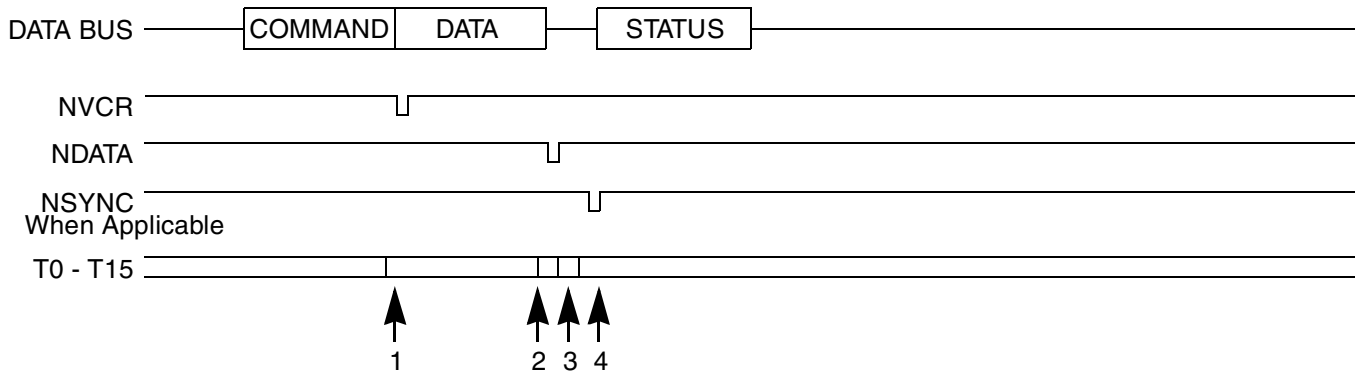 DATA BUS COMMAND DATA STATUS
NVCR
NDATA
NSYNC
When Applicable
T0 - T15
1 2 3 4